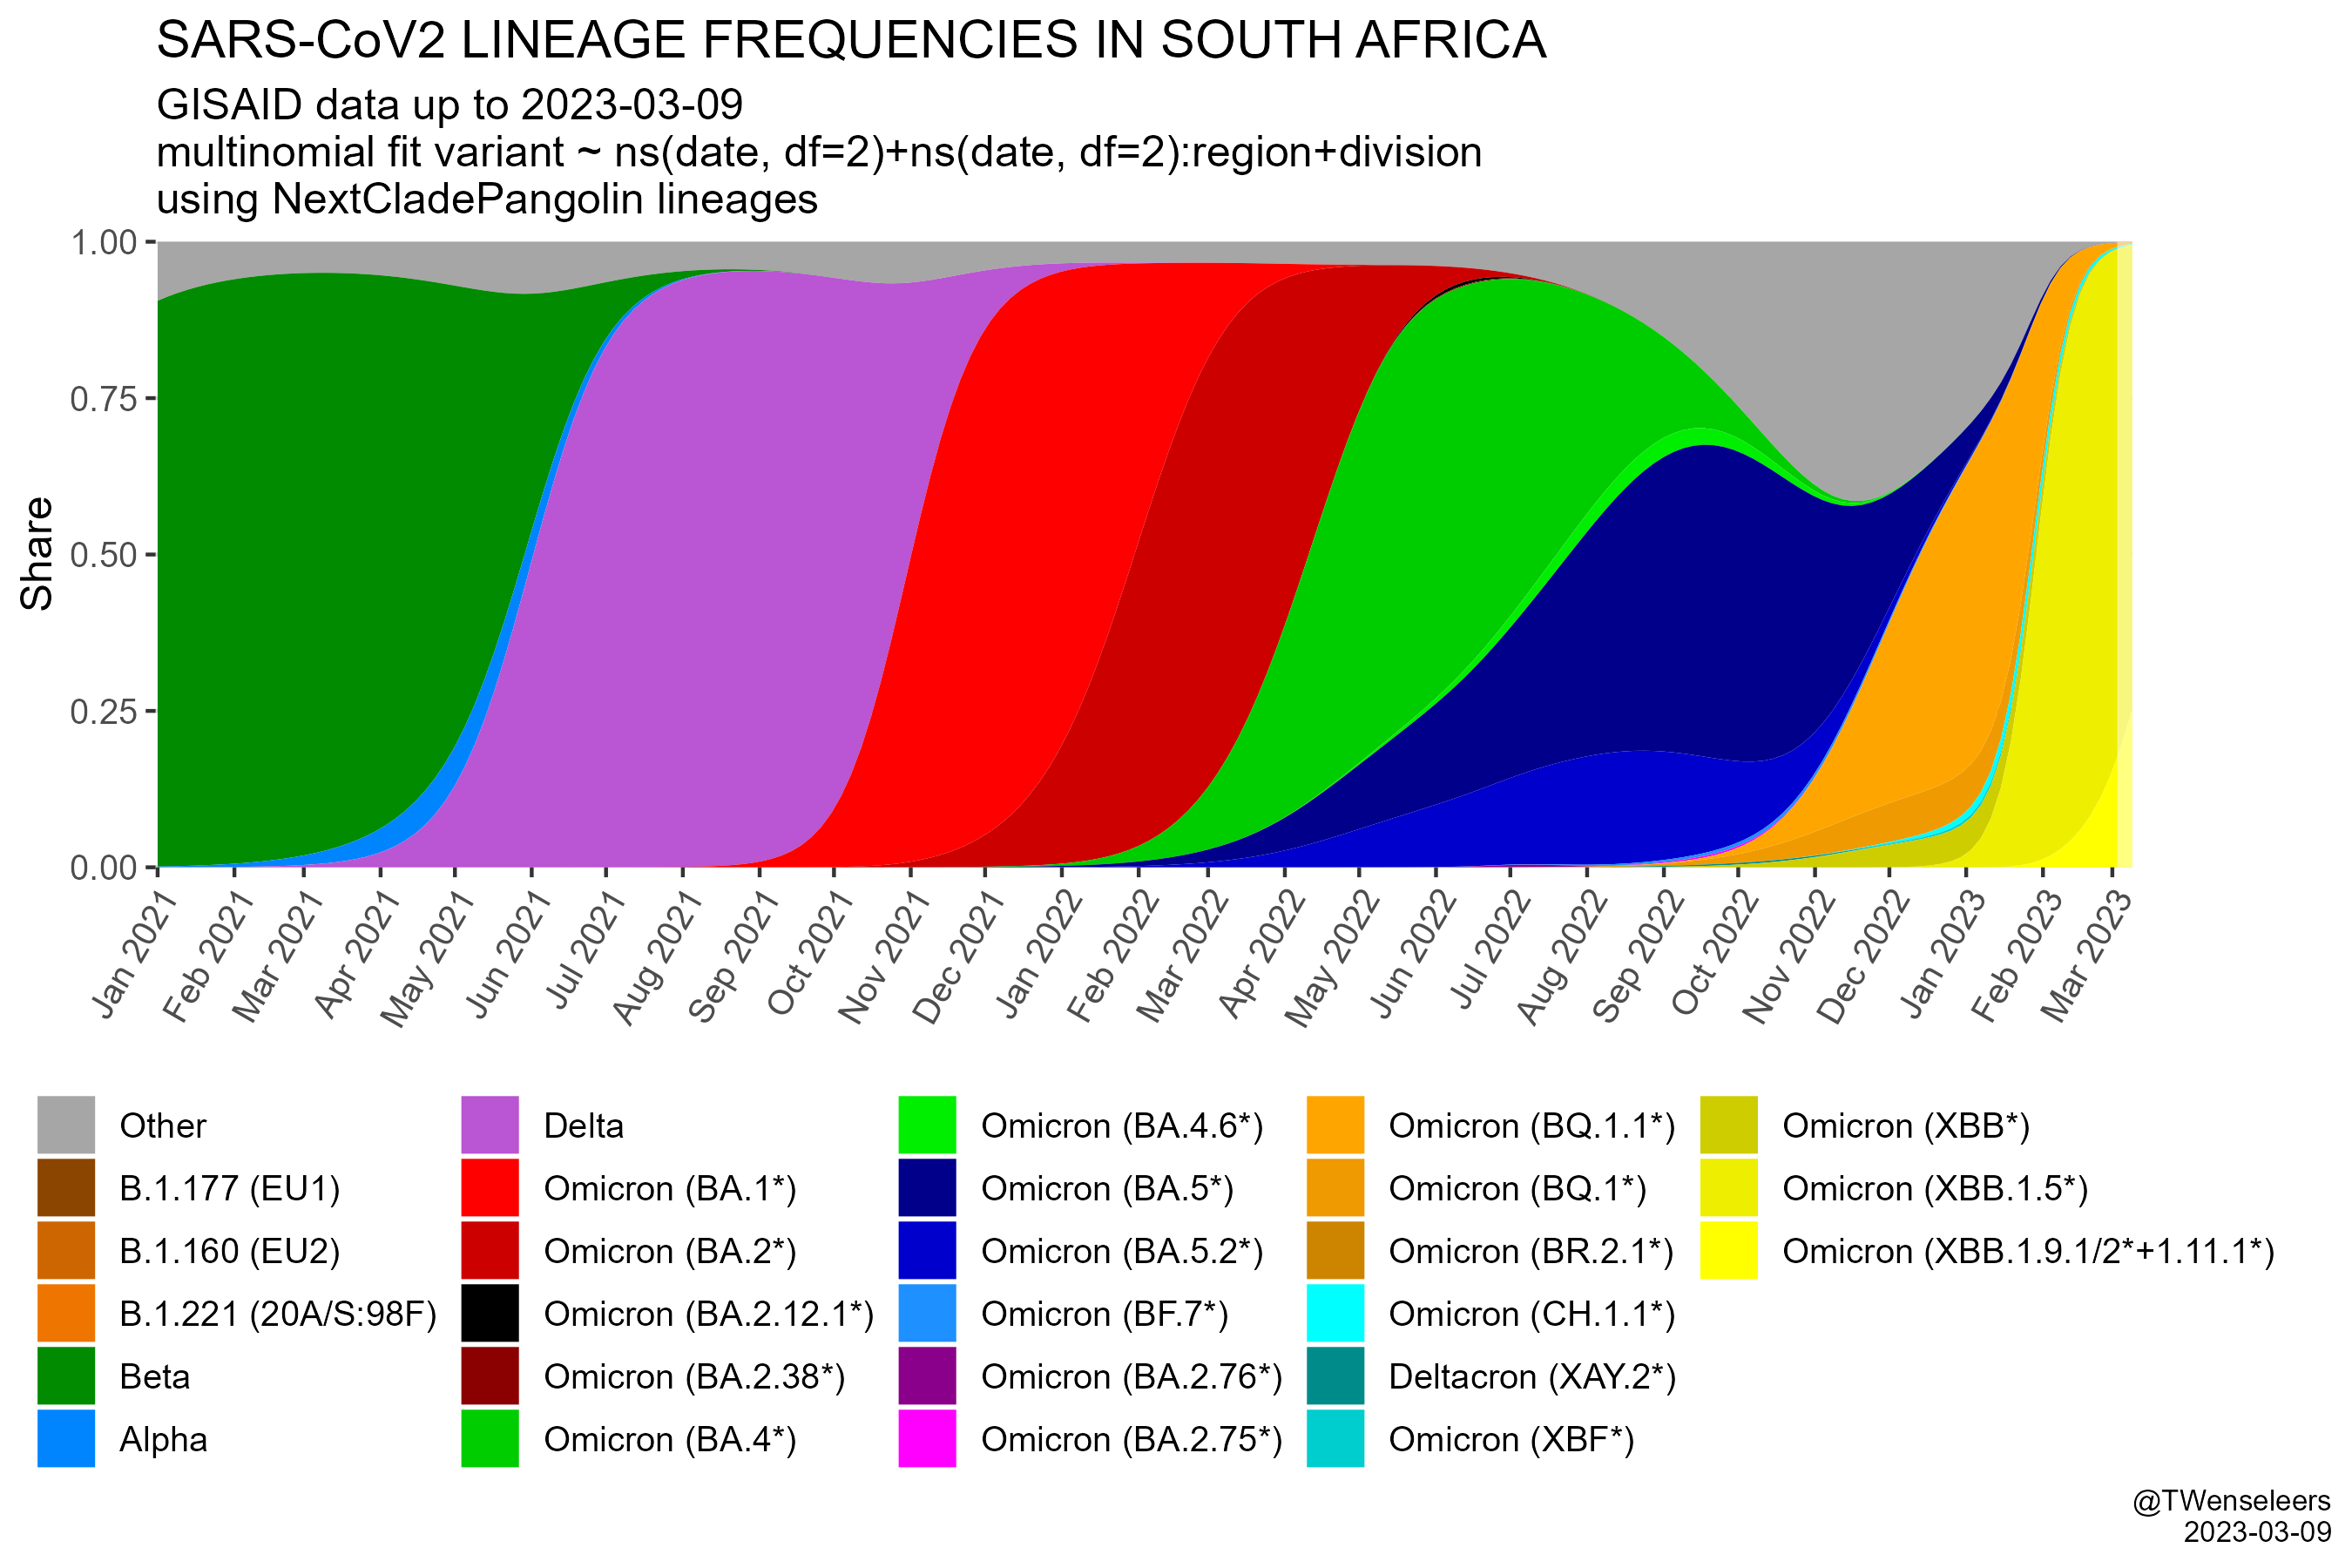 SARS-CoV2 LINEAGE FREQUENCIES IN SOUTH AFRICA
GISAID data up to 2023-03-09
multinomial fit variant ~ ns(date, df=2)+ns(date, df=2):region+division
using NextCladePangolin lineages
Share
1.00
0.75
0.50
0.25
0.00
Jan 2021
Feb 2021
Mar 2021
Apr 2021
May 2021
Jun 2021
Jul 2021
Aug 2021
Sep 2021
Oct 2021
Nov 2021
Dec 2021
Jan 2022
Feb 2022
Mar 2022
Apr 2022
May 2022
Jun 2022
Jul 2022
Aug 2022
Sep 2022
Oct 2022
Nov 2022
Dec 2022
Jan 2023
Feb 2023
Mar 2023
Other
B.1.177 (EU1)
B.1.160 (EU2)
B.1.221 (20A/S:98F)
Beta
Alpha
Delta
Omicron (BA.1*)
Omicron (BA.2*)
Omicron (BA.2.12.1*)
Omicron (BA.2.38*)
Omicron (BA.4*)
Omicron (BA.4.6*)
Omicron (BA.5*)
Omicron (BA.5.2*)
Omicron (BF.7*)
Omicron (BA.2.76*)
Omicron (BA.2.75*)
Omicron (BQ.1.1*)
Omicron (BQ.1*)
Omicron (BR.2.1*)
Omicron (CH.1.1*)
Deltacron (XAY.2*)
Omicron (XBF*)
Omicron (XBB*)
Omicron (XBB.1.5*)
Omicron (XBB.1.9.1/2*+1.11.1*)
@TWenseleers
2023-03-09